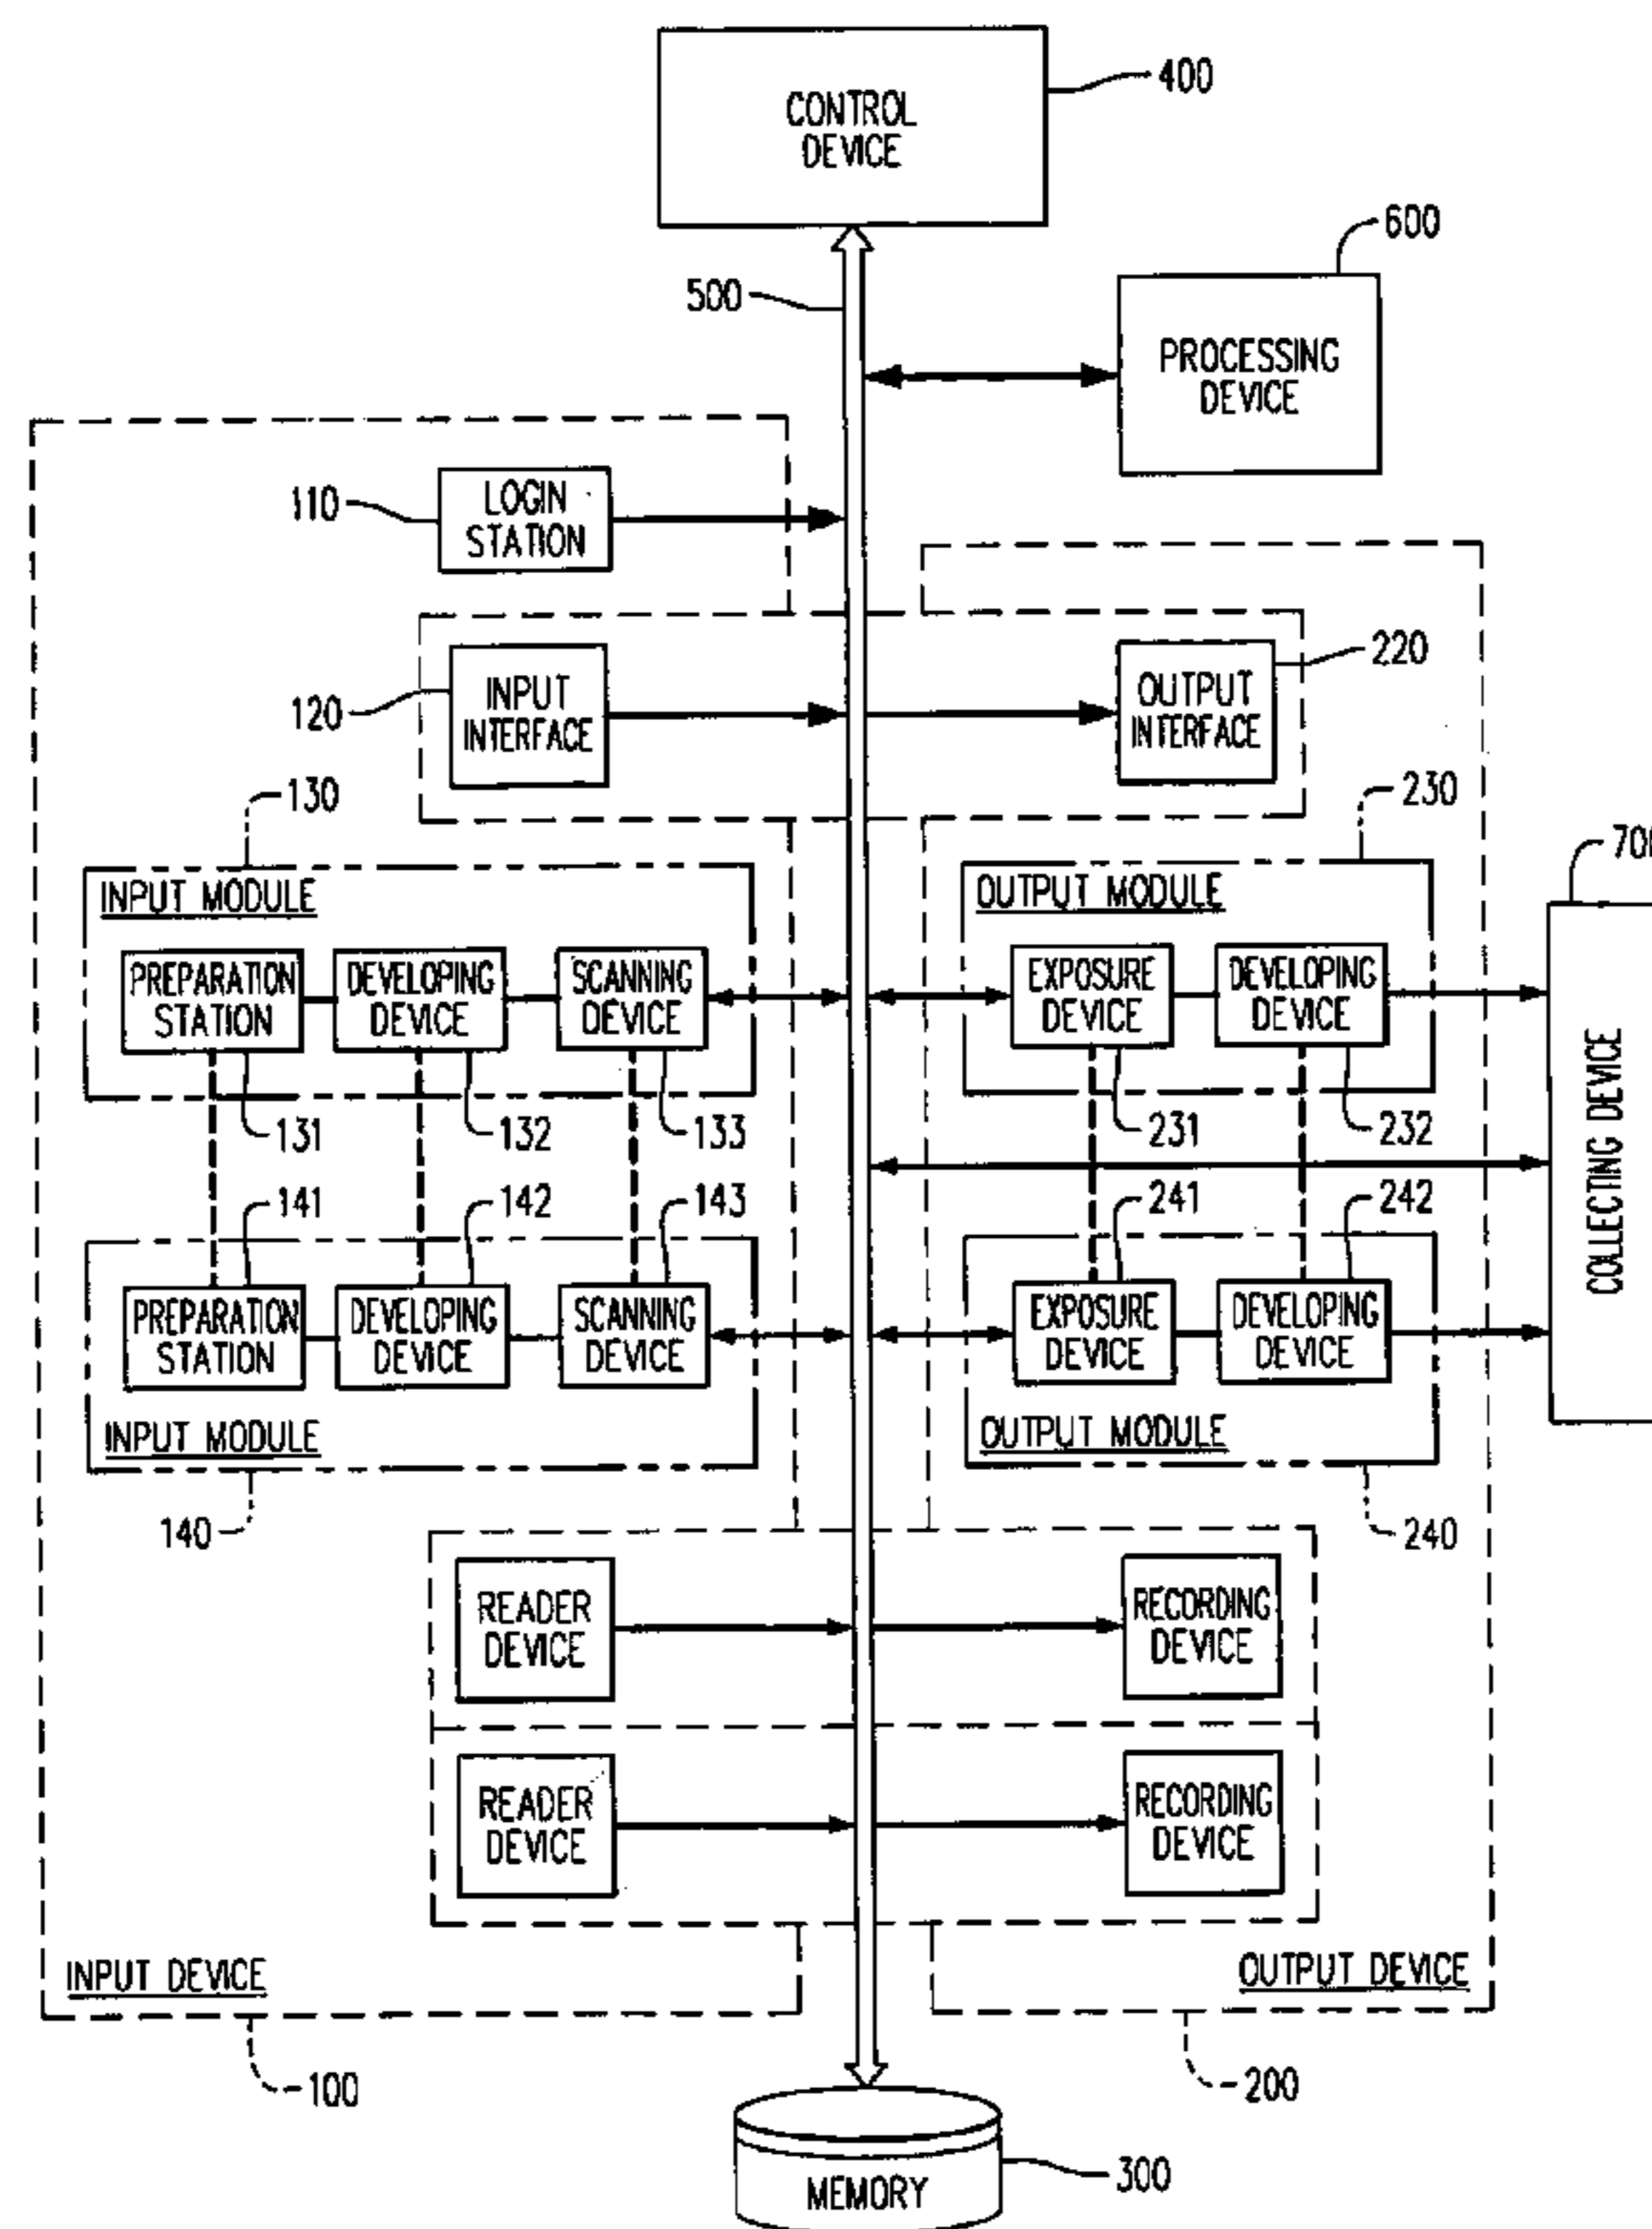 400
CONTROL
DEVICE
600
500
PROCESSING
DEVICE
110
LOGIN
STATION
220
120
INPUT
INTERFACE
OUTPUT
INTERFACE
130
230
INPUT MODULE
OUTPUT MODULE
PREPARATION
STATION
DEVELOPING
DEVICE
SCANNING
DEVICE
EXPOSURE
DEVICE
DEVELOPING
DEVICE
COLLECTING DEVICE
131
132
133
231
232
141
142
143
241
242
PREPARATION
STATION
DEVELOPING
DEVICE
SCANNING
DEVICE
EXPOSURE
DEVICE
DEVELOPING
DEVICE
INPUT MODULE
OUTPUT MODULE
140
240
READER
DEVICE
RECORDING
DEVICE
READER
DEVICE
RECORDING
DEVICE
INPUT DEVICE
OUTPUT DEVICE
100
200
300
MEMORY